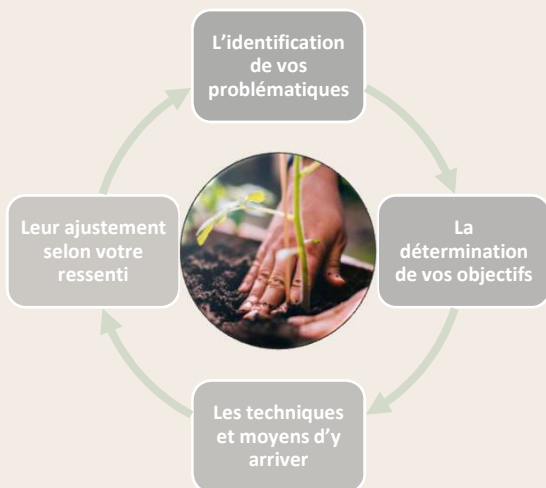 L’identification
de vos
problématiques
La
détermination
de vos objectifs
Les techniques
et moyens d’y
arriver
Leur ajustement
selon votre
ressenti